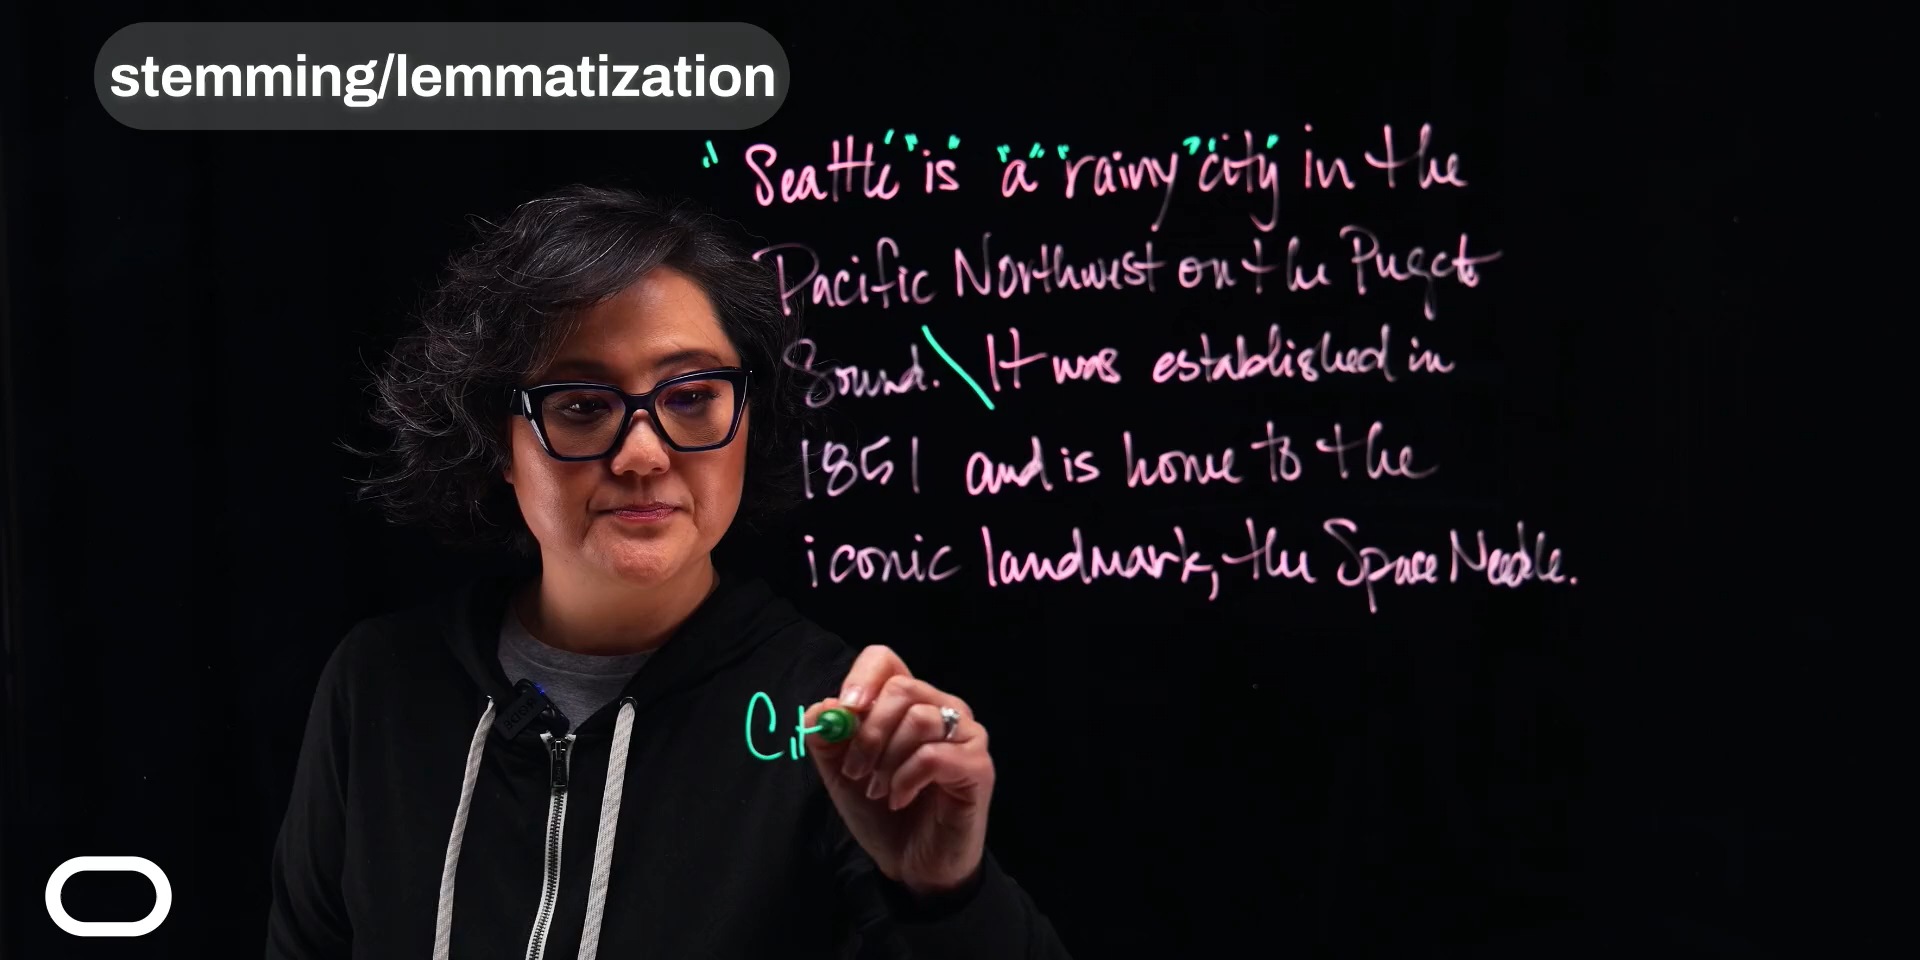 stemming/lemmatization
"Seattle" "is" "a" "rainy" "city" in the
Pacific Northwest on the Puget
Sound. \ It was established in
1851 and is home to the
iconic landmark, the Space Needle.
Cit